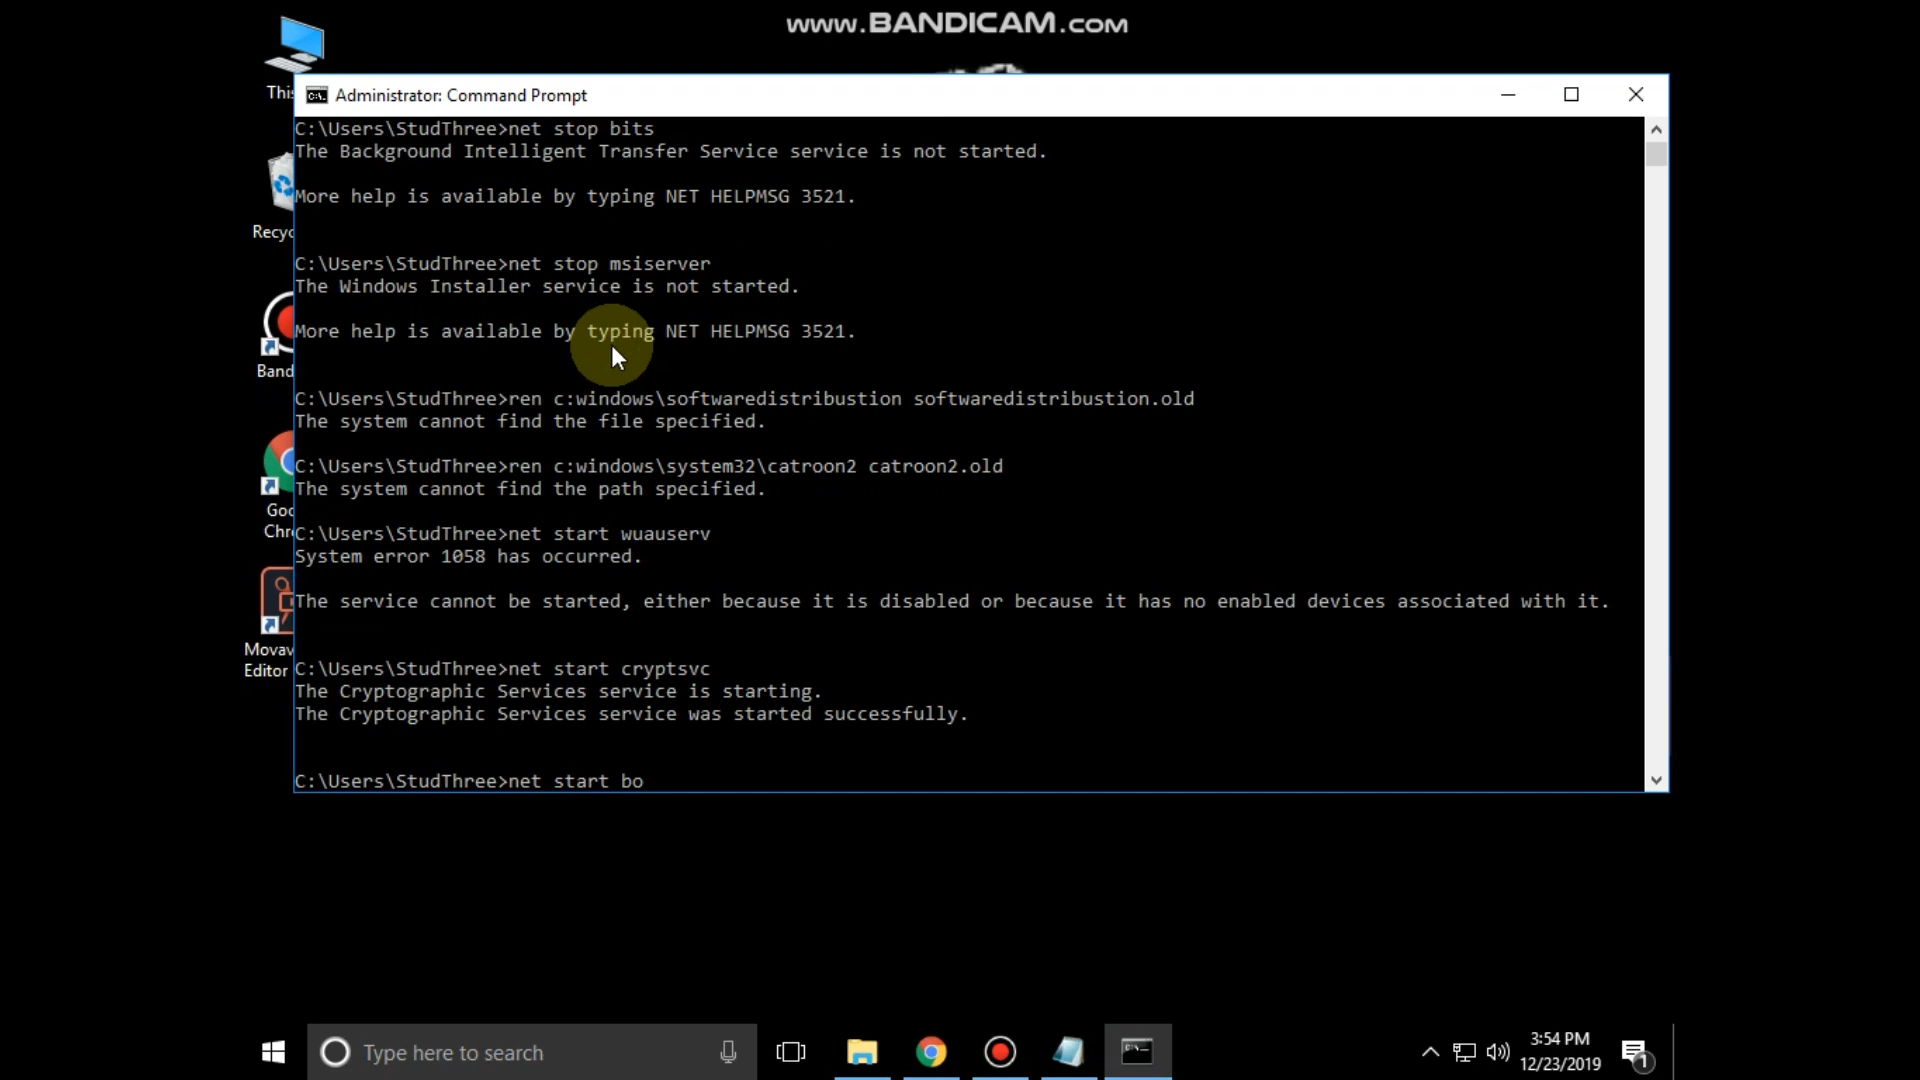 www.BANDICAM.com
This
Administrator: Command Prompt
C:\Users\StudThree>net stop bits
The Background Intelligent Transfer Service service is not started.
More help is available by typing NET HELPMSG 3521.
Recyc
C:\Users\StudThree>net stop msiserver
The Windows Installer service is not started.
More help is available by typing NET HELPMSG 3521.
Band
C:\Users\StudThree>ren c:windows\softwaredistribustion softwaredistribustion.old
The system cannot find the file specified.
C:\Users\StudThree>ren c:windows\system32\catroon2 catroon2.old
The system cannot find the path specified.
Goo
Chr
C:\Users\StudThree>net start wuauserv
System error 1058 has occurred.
The service cannot be started, either because it is disabled or because it has no enabled devices associated with it.
Movav
Editor
C:\Users\StudThree>net start cryptsvc
The Cryptographic Services service is starting.
The Cryptographic Services service was started successfully.
C:\Users\StudThree>net start bo
Type here to search
3:54 PM
12/23/2019
1